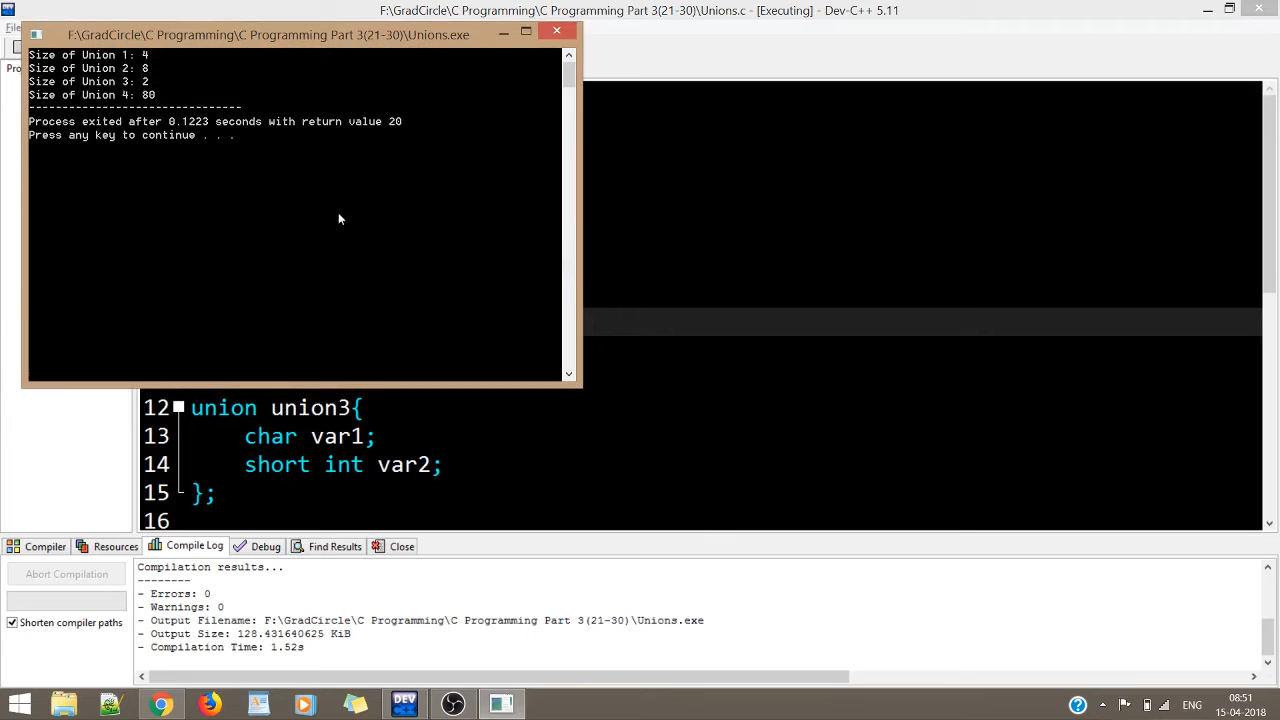 F:\GradCircle\C Programming\C Programming Part 3(21-30)\Unions.c - [Executing] - Dev-C++ 5.11
F:\GradCircle\C Programming\C Programming Part 3(21-30)\Unions.exe
Size of Union 1: 4
Size of Union 2: 8
Size of Union 3: 2
Size of Union 4: 80
--------------------------------
Process exited after 0.1223 seconds with return value 20
Press any key to continue . . .
12 union union3{
13 char var1;
14 short int var2;
15 };
16
Compiler Resources Compile Log Debug Find Results Close
Abort Compilation
Shorten compiler paths
Compilation results...
--------
- Errors: 0
- Warnings: 0
- Output Filename: F:\GradCircle\C Programming\C Programming Part 3(21-30)\Unions.exe
- Output Size: 128.431640625 KiB
- Compilation Time: 1.52s
DEV
ENG
08:51
15-04-2018